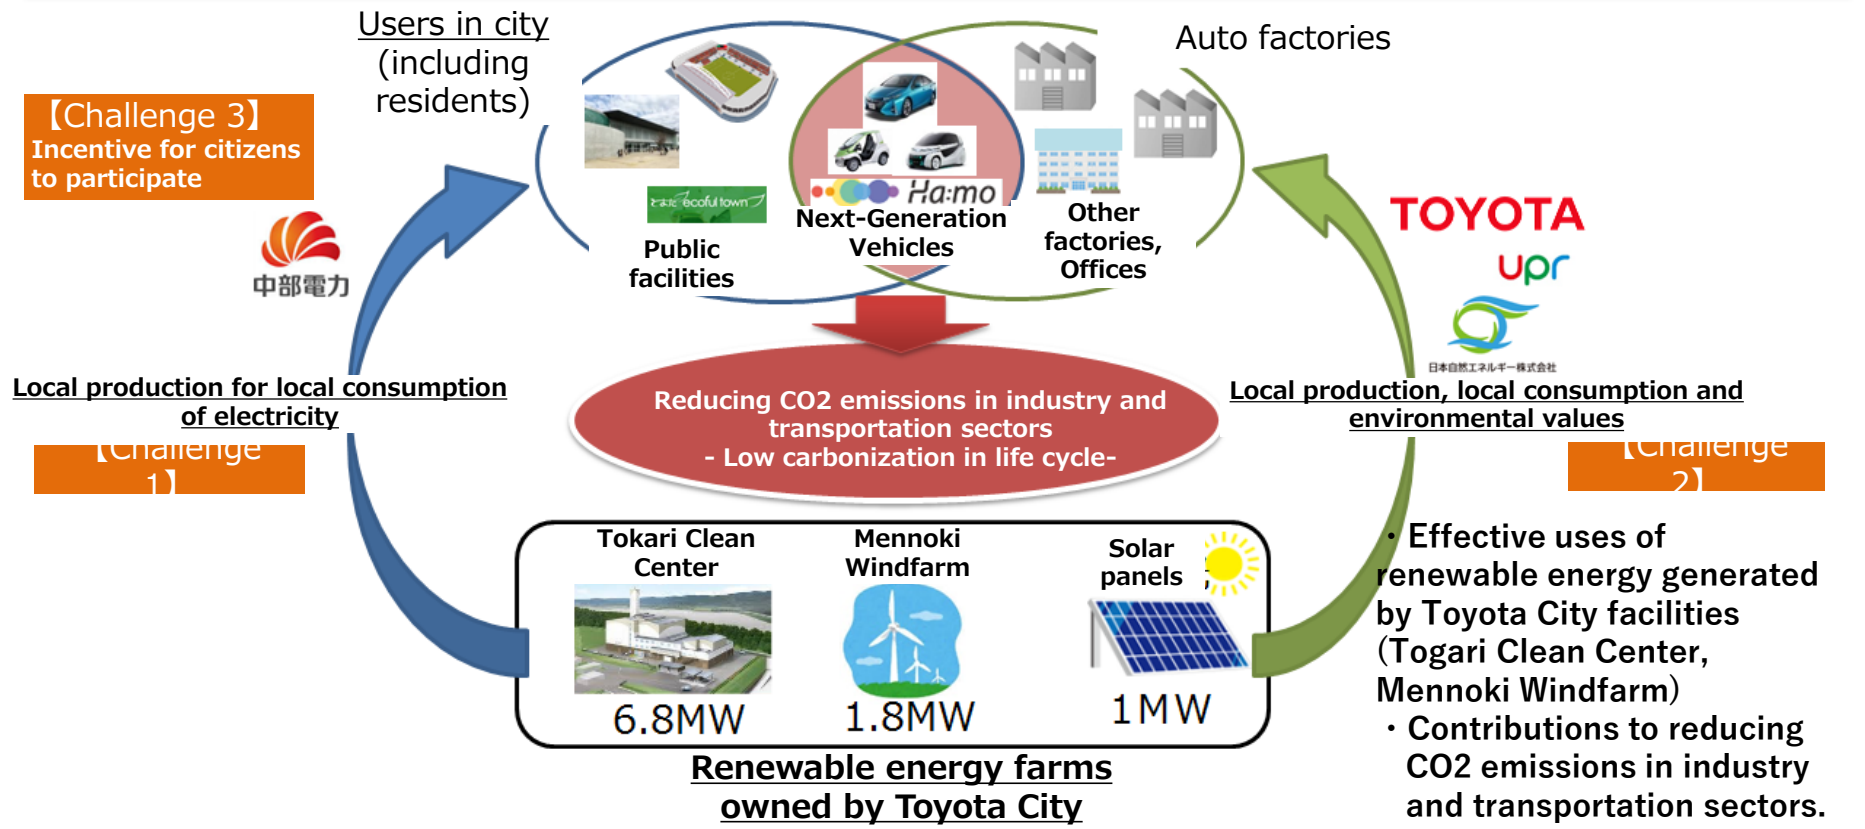 Users in city
(including
residents)
Auto factories
【Challenge 3】
Incentive for citizens
to participate
中部電力
とよた ecoful town
Public
facilities
Ha:mo
Next-Generation
Vehicles
Other
factories,
Offices
TOYOTA
upr
日本自然エネルギー株式会社
Local production for local consumption
of electricity
【Challenge
1】
Reducing CO2 emissions in industry and
transportation sectors
- Low carbonization in life cycle-
Local production, local consumption and
environmental values
【Challenge
2】
Tokari Clean
Center
6.8MW
Mennoki
Windfarm
1.8MW
Solar
panels
1MW
Renewable energy farms
owned by Toyota City
・Effective uses of
renewable energy generated
by Toyota City facilities
(Togari Clean Center,
Mennoki Windfarm)
・Contributions to reducing
CO2 emissions in industry
and transportation sectors.